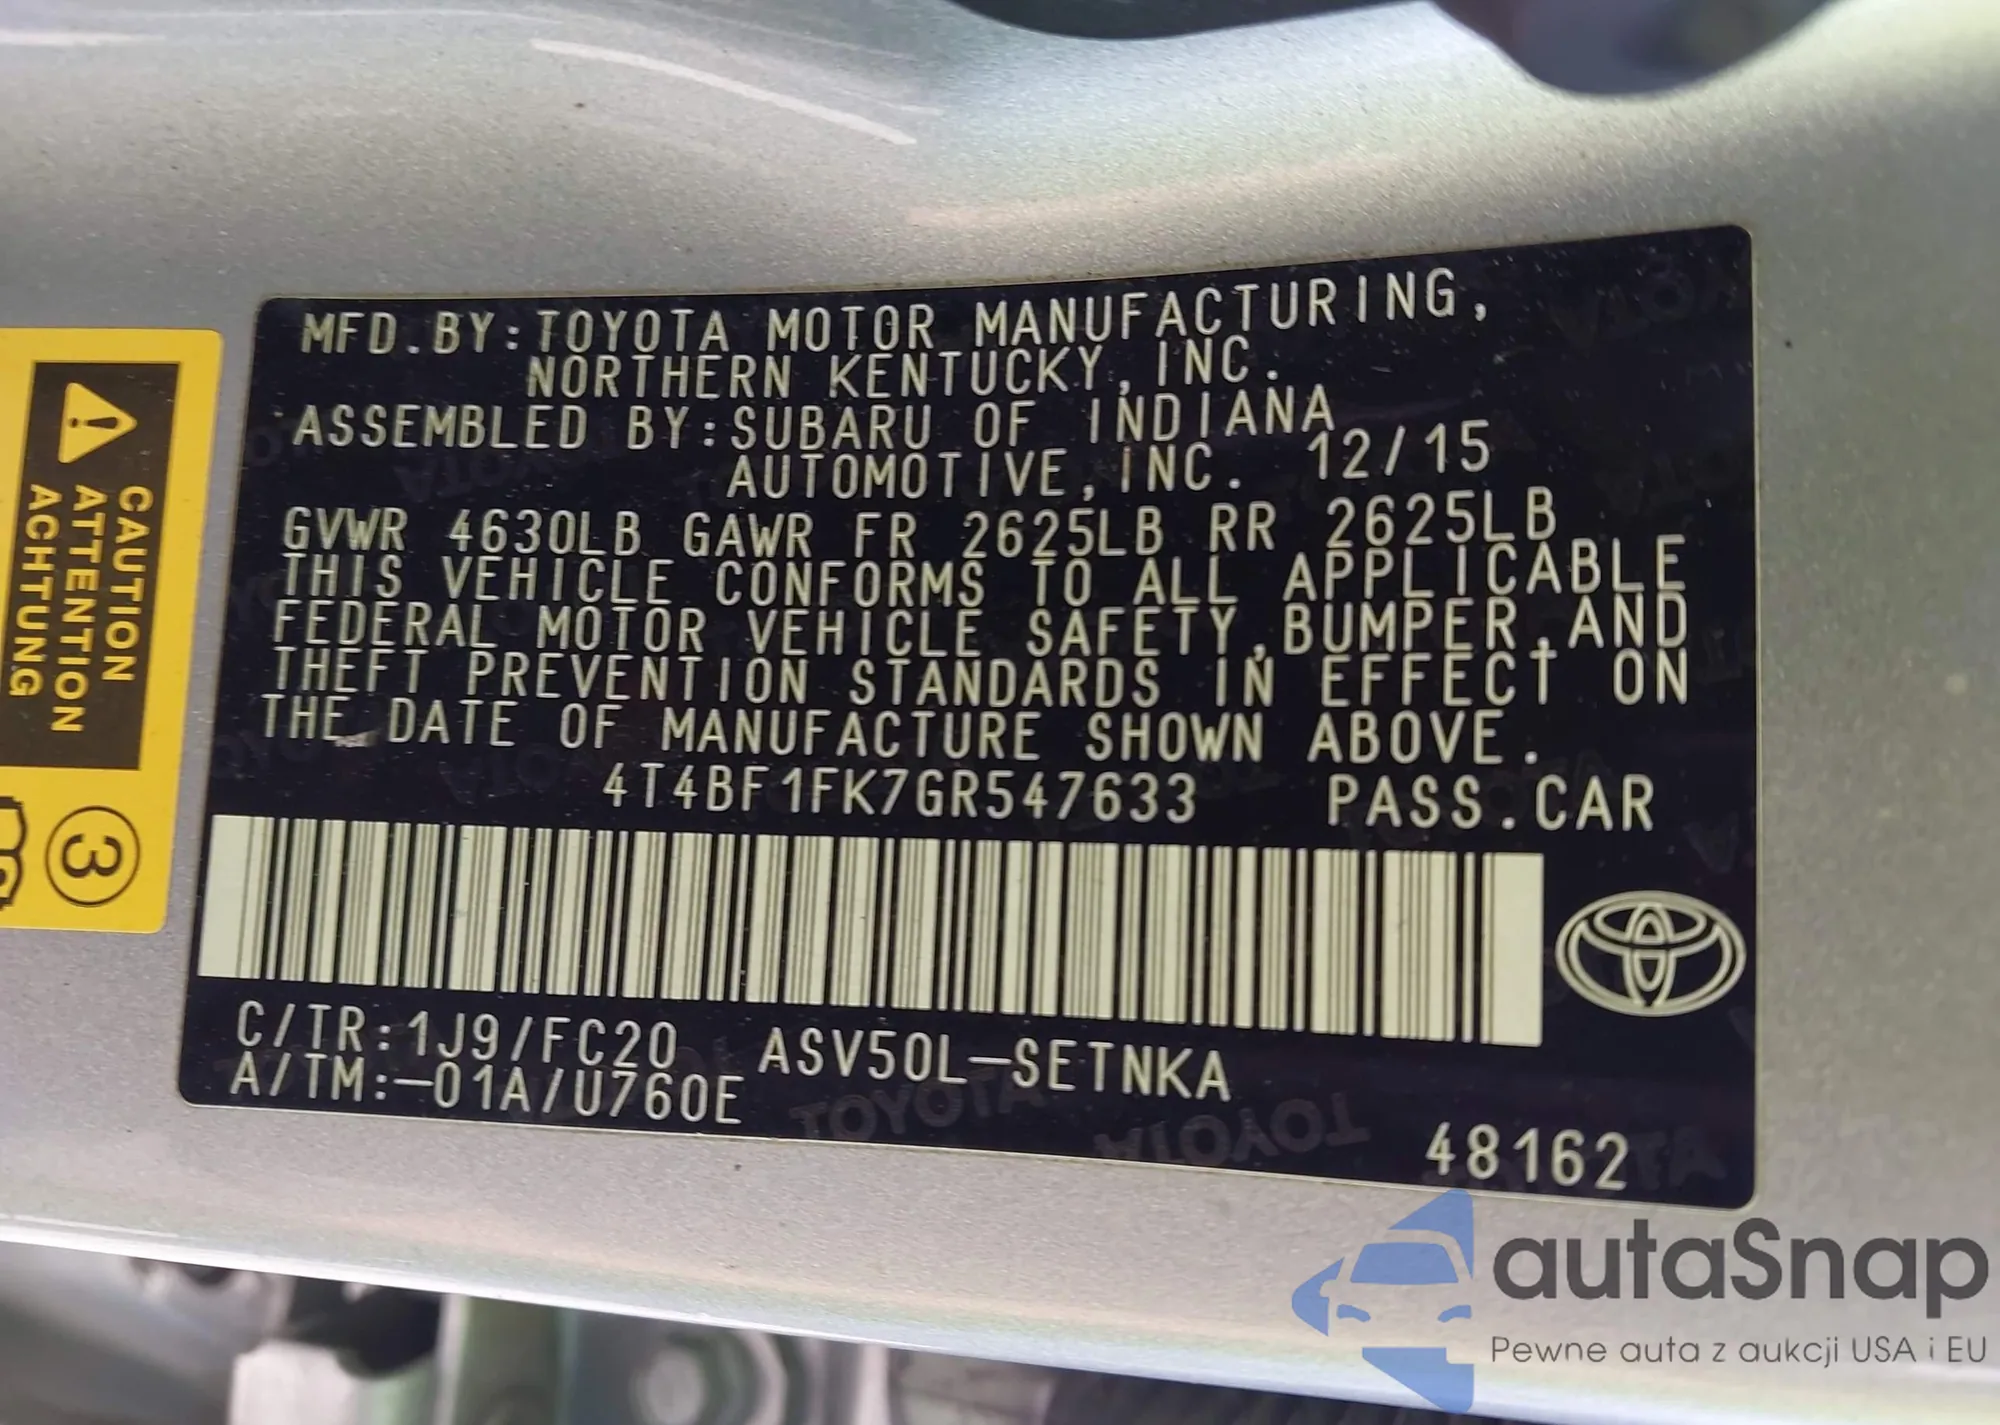 MFD.BY:TOYOTA MOTOR MANUFACTURING,
NORTHERN KENTUCKY,INC.
ASSEMBLED BY:SUBARU OF INDIANA
AUTOMOTIVE,INC. 12/15
GVWR 4630LB GAWR FR 2625LB RR 2625LB
THIS VEHICLE CONFORMS TO ALL APPLICABLE
FEDERAL MOTOR VEHICLE SAFETY,BUMPER,AND
THEFT PREVENTION STANDARDS IN EFFECT ON
THE DATE OF MANUFACTURE SHOWN ABOVE.
4T4BF1FK7GR547633 PASS.CAR
C/TR:1J9/FC20 ASV50L-SETNKA
A/TM:-01A/U760E
48162
CAUTION
ATTENTION
ACHTUNG
3
TOYOTA
TOYOTA
autaSnap
Pewne auta z aukcji USA i EU